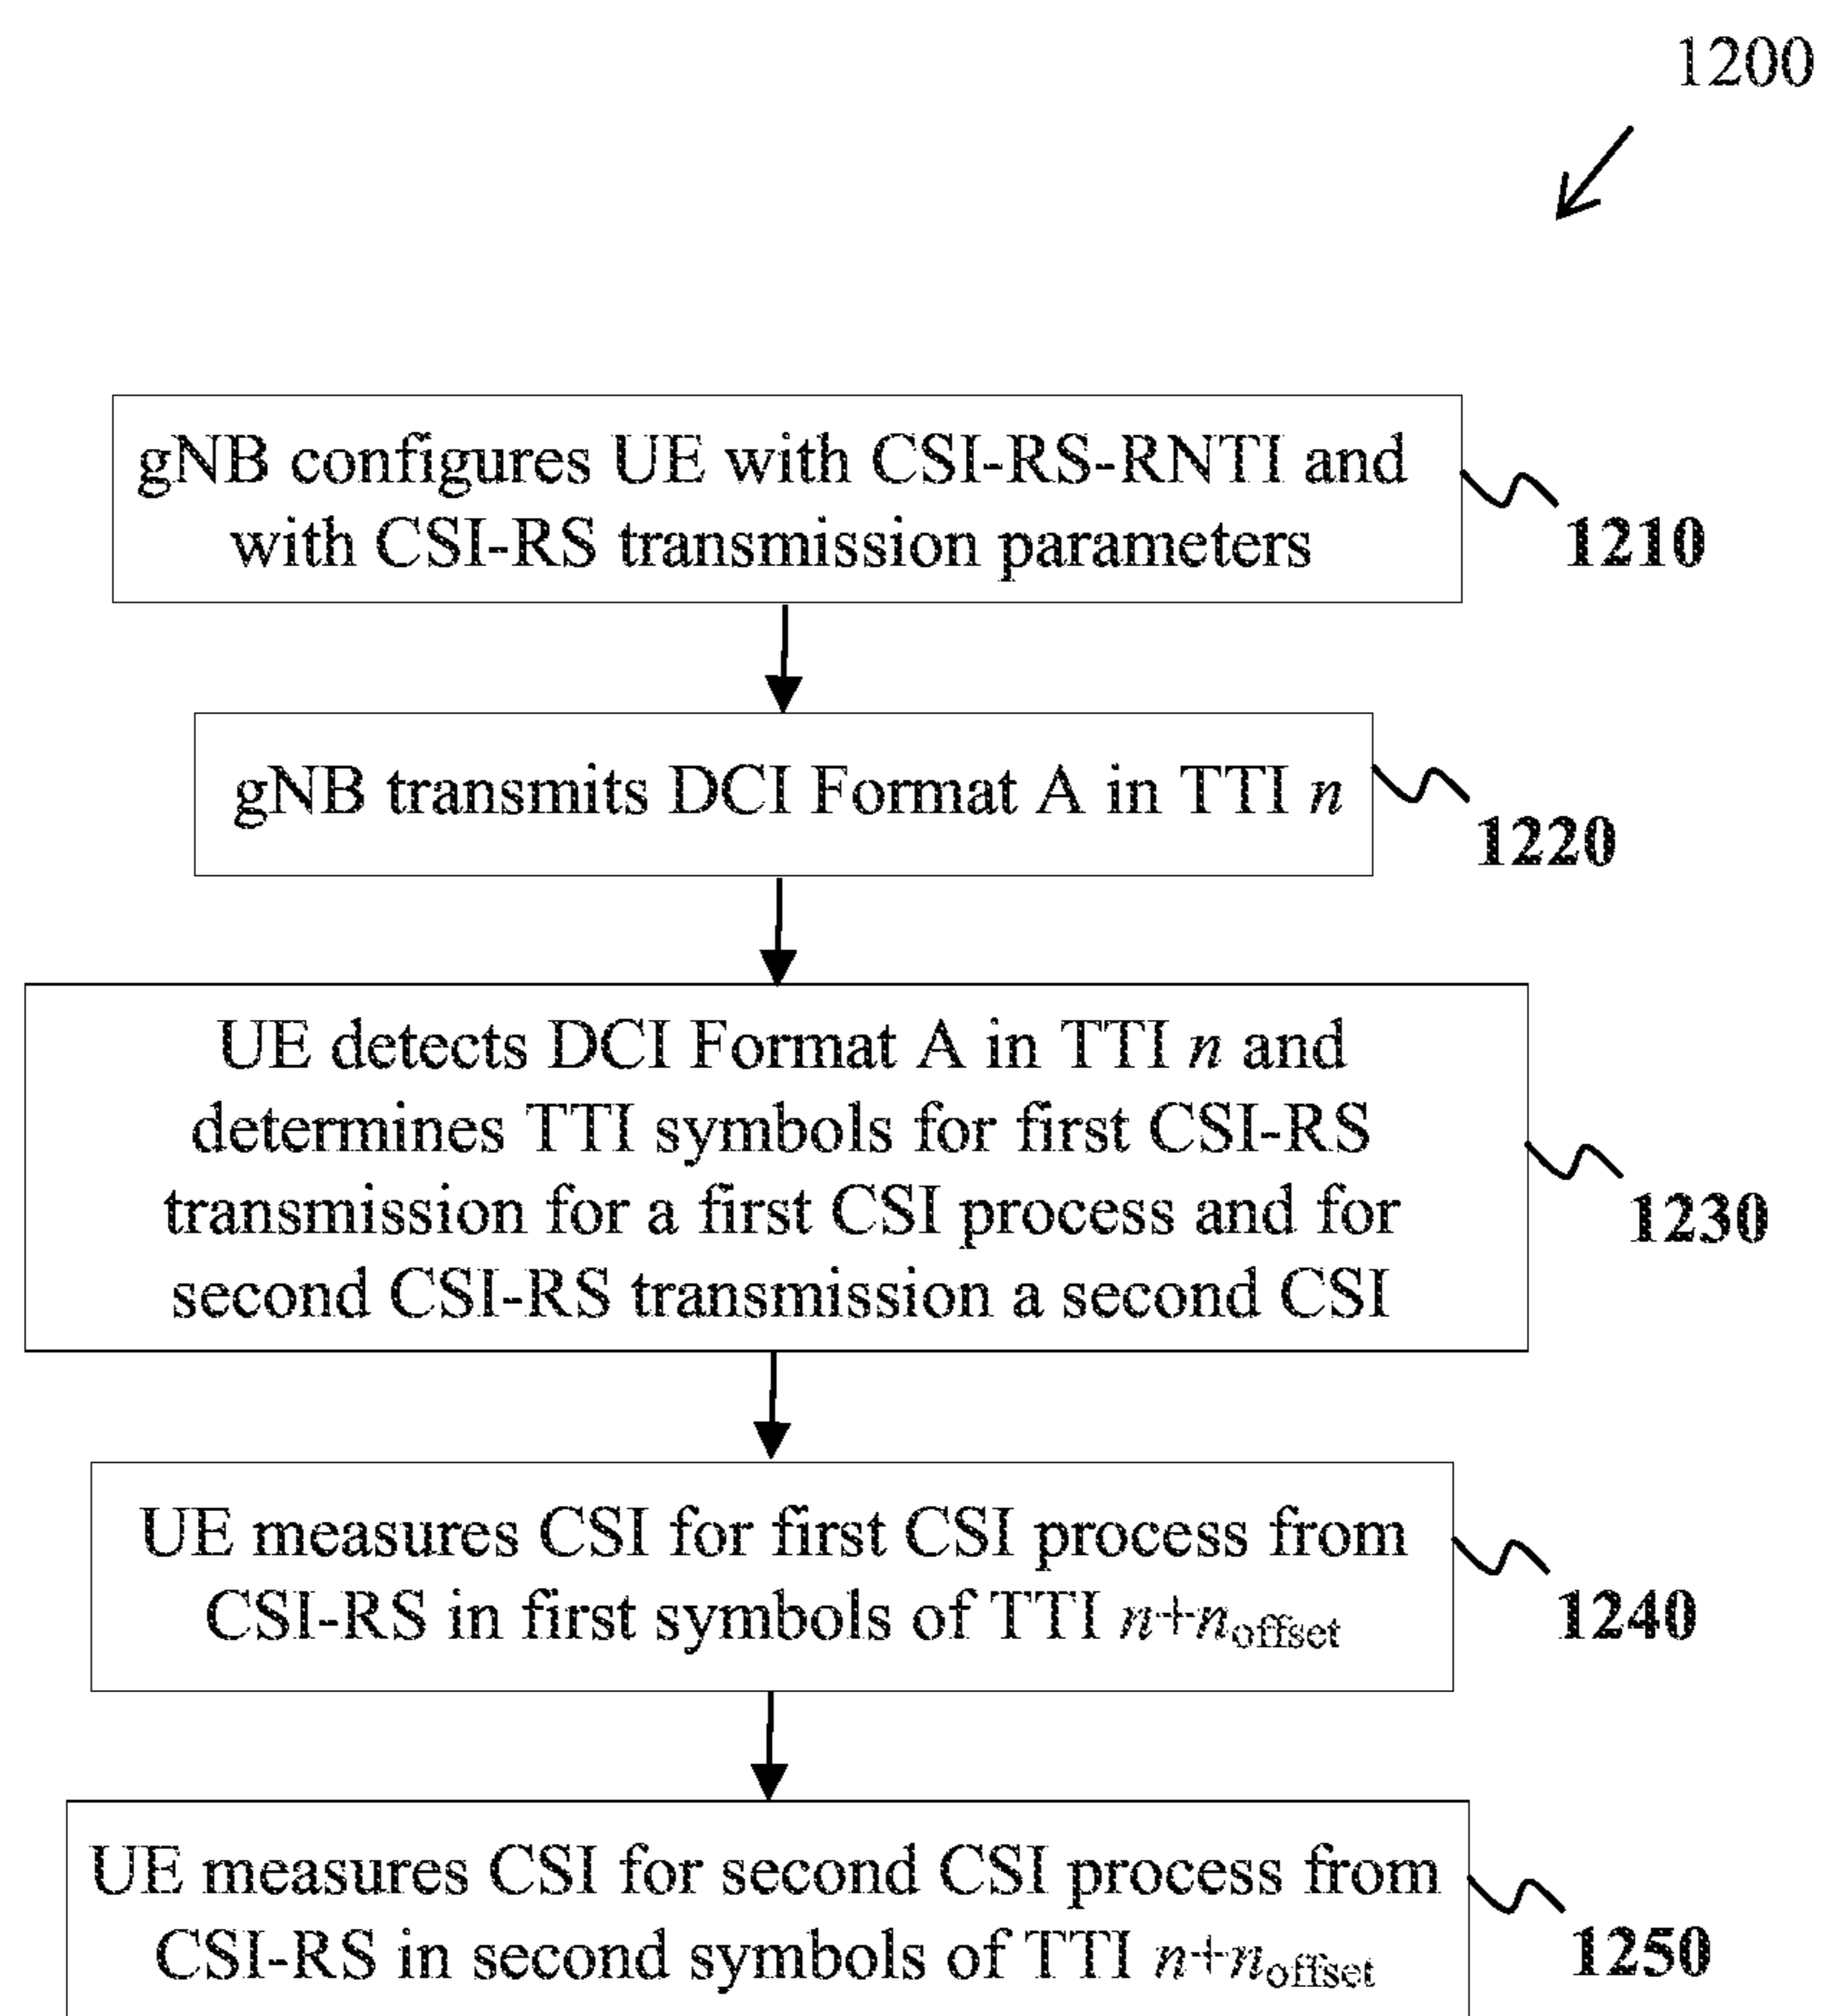 1200
gNB configures UE with CSI-RS-RNTI and
with CSI-RS transmission parameters
1210
gNB transmits DCI Format A in TTI n
1220
UE detects DCI Format A in TTI n and
determines TTI symbols for first CSI-RS
transmission for a first CSI process and for
second CSI-RS transmission a second CSI
1230
UE measures CSI for first CSI process from
CSI-RS in first symbols of TTI n+noffset
1240
UE measures CSI for second CSI process from
CSI-RS in second symbols of TTI n+noffset
1250